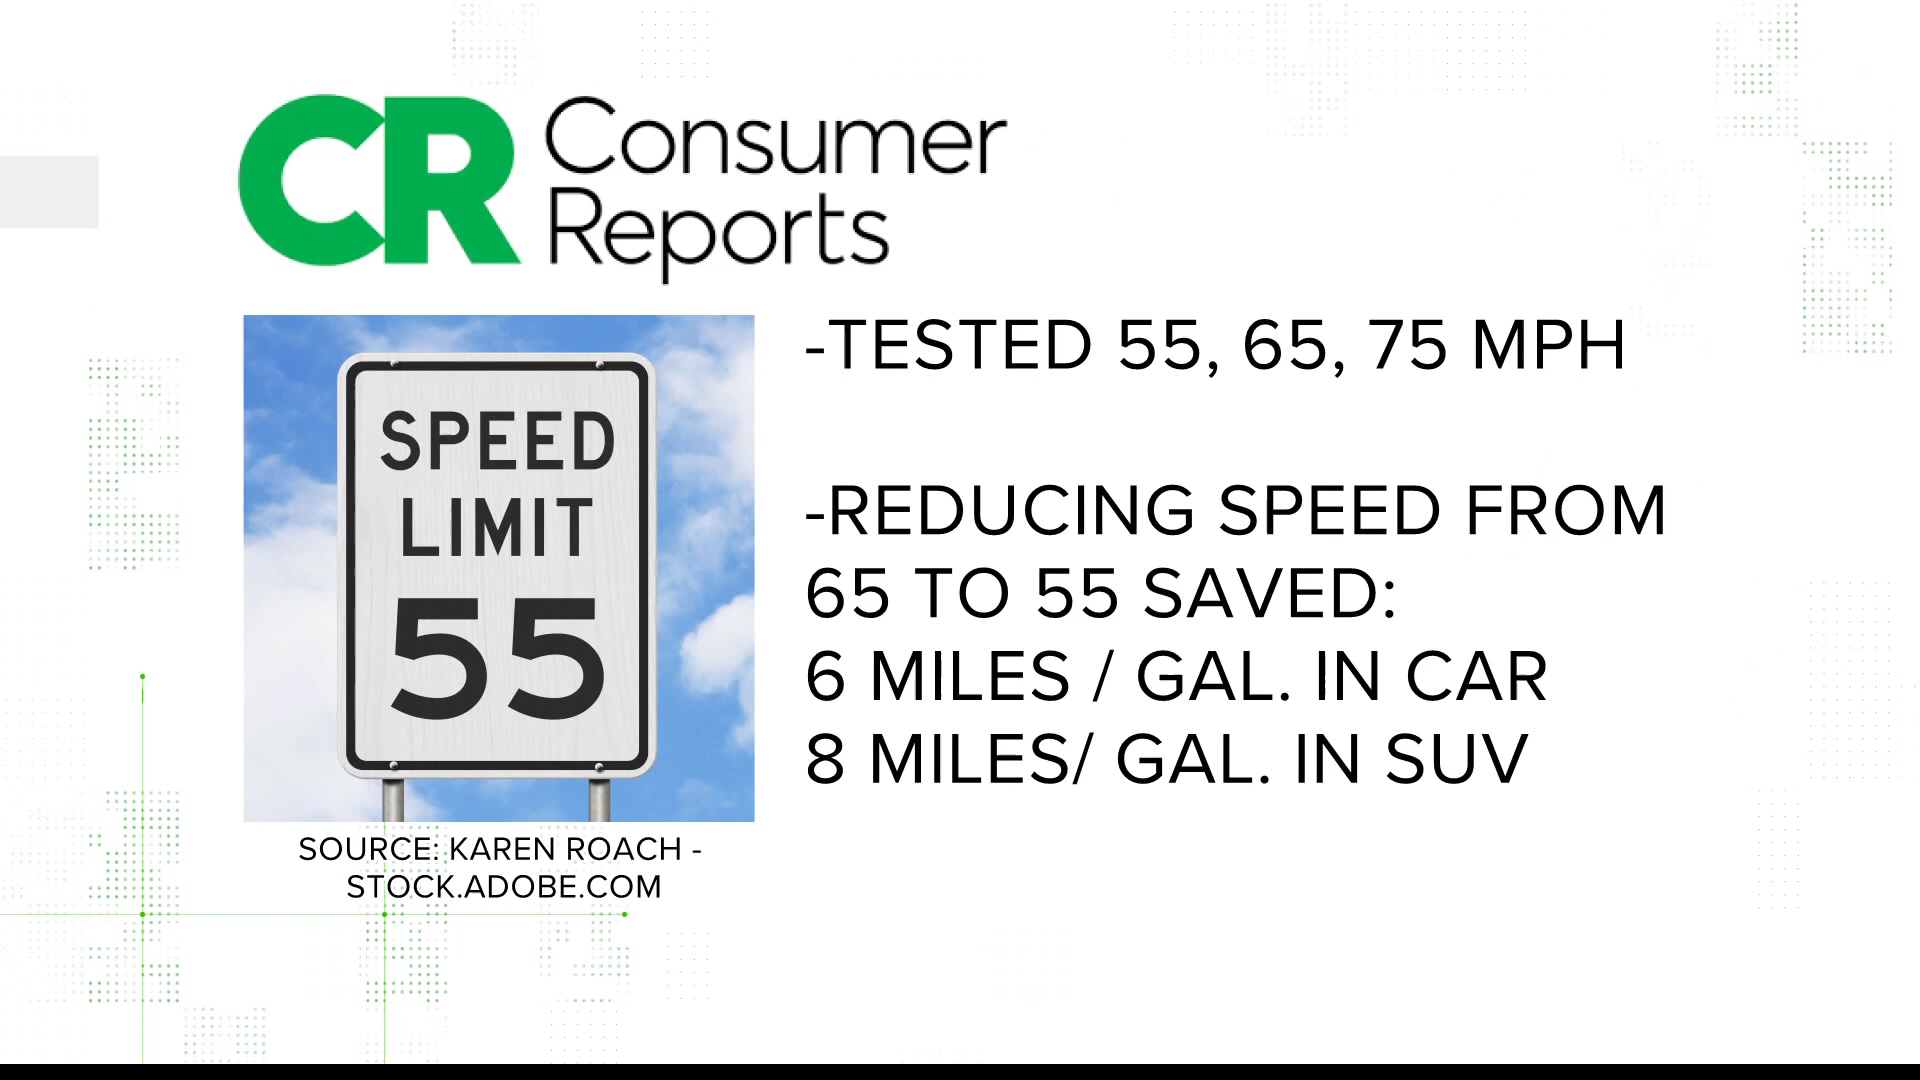 CR Consumer
Reports
SPEED
LIMIT
55
SOURCE: KAREN ROACH -
STOCK.ADOBE.COM
-TESTED 55, 65, 75 MPH
-REDUCING SPEED FROM
65 TO 55 SAVED:
6 MILES / GAL. IN CAR
8 MILES/ GAL. IN SUV